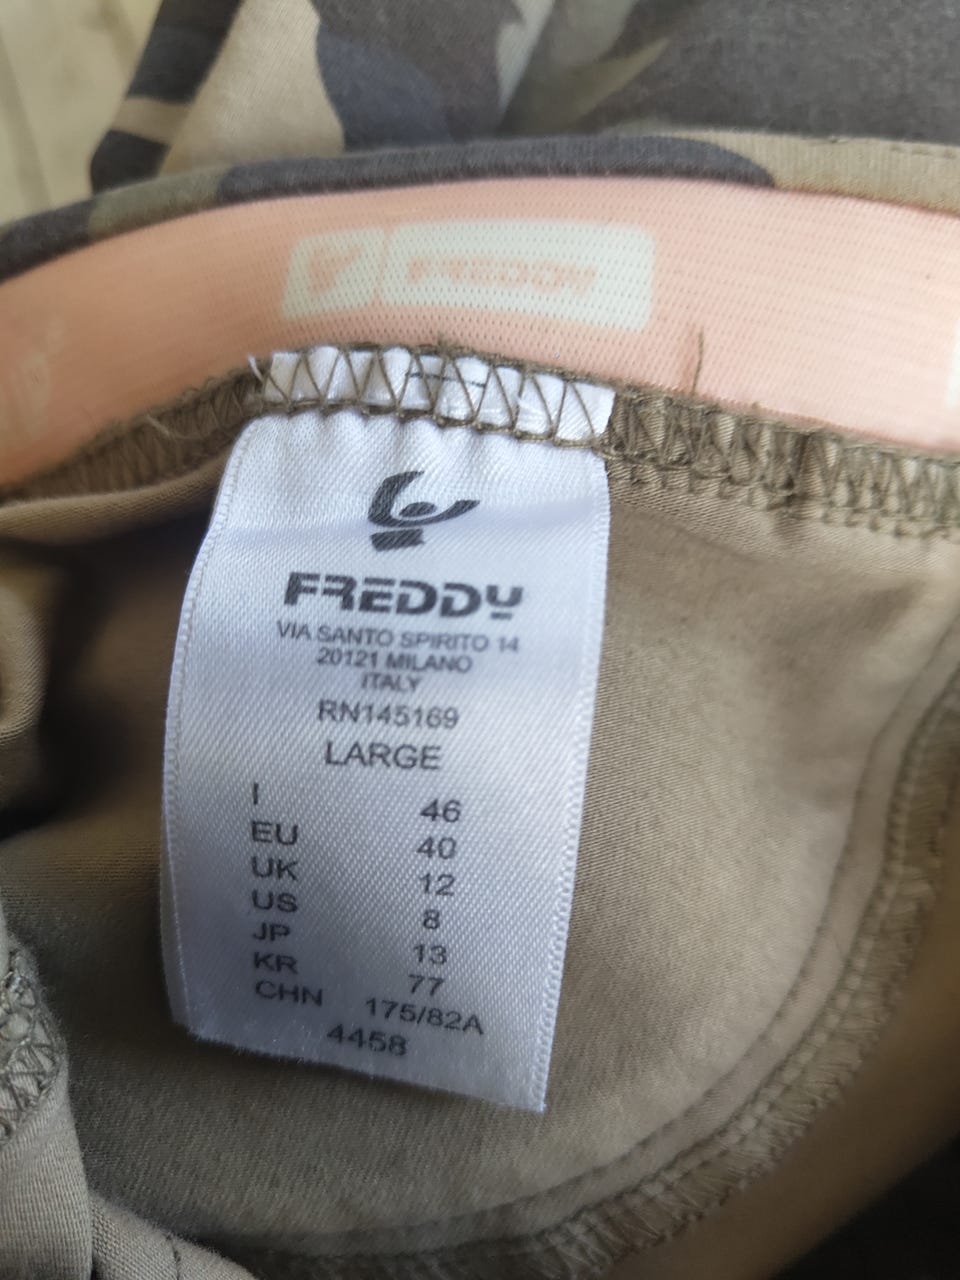 FREDDY
FREDDY
VIA SANTO SPIRITO 14
20121 MILANO
ITALY
RN145169
LARGE
I 46
EU 40
UK 12
US 8
JP 13
KR 77
CHN 175/82A
4458